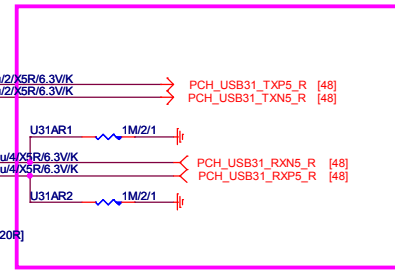 /2/X5R/6.3V/K PCH_USB31_TXP5_R [48]
/2/X5R/6.3V/K PCH_USB31_TXN5_R [48]
U31AR1 1M/2/1
u/4/X5R/6.3V/K PCH_USB31_RXN5_R [48]
u/4/X5R/6.3V/K PCH_USB31_RXP5_R [48]
U31AR2 1M/2/1
20R]